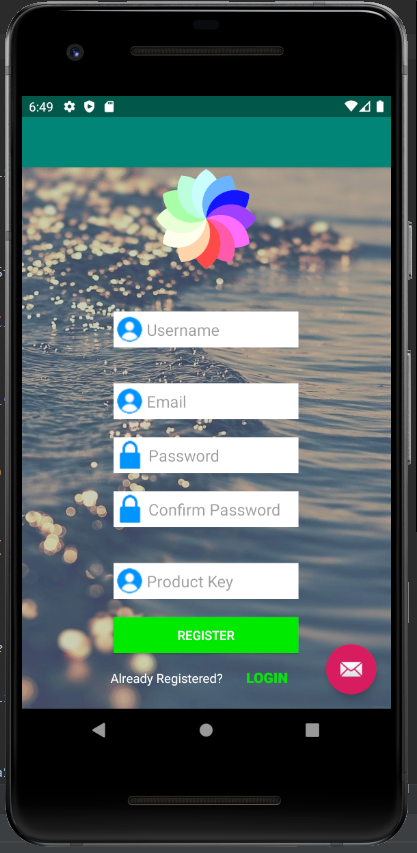 6:49
Username
Email
Password
Confirm Password
Product Key
REGISTER
Already Registered? LOGIN